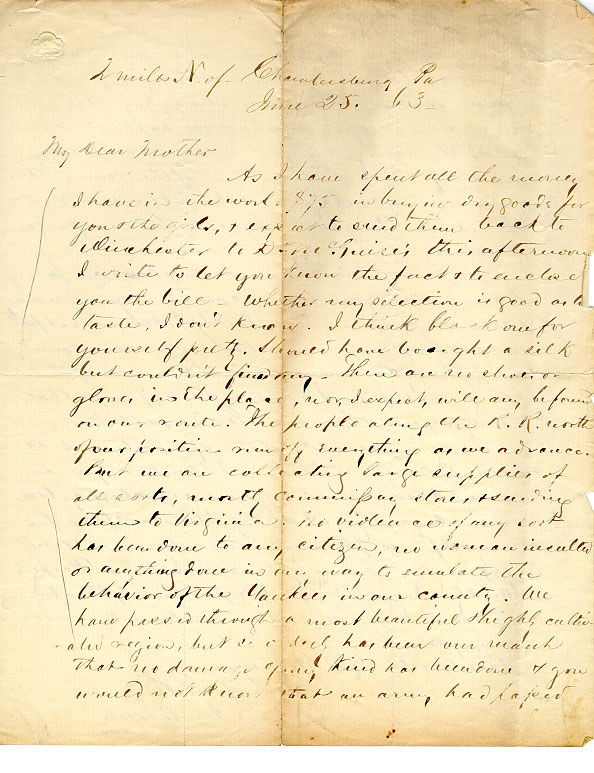 2 miles N. of Chambersburg Pa
June 25. 63
My Dear Mother
As I have spent all the money
I have in the world $75 in buying dry goods for
you & the girls, & expect to send them back to
Winchester to Dr McGuire's this afternoon
I write to let you know the fact & to enclose
you the bill - Whether my selection is good as to
taste, I don't know. I think black one for
yourself pretty. Should have bought a silk
but couldn't find any - There are no shoes or
gloves in the place, nor, I expect, will any be found
on our route. The people along the R. R. north
of our position run off everything as we advance.
But we are collecting large supplies of
all sorts, mostly commissary stores & sending
them to Virginia. No violence of any sort
has been done to any citizen, no woman insulted
or anything done in any way to emulate the
behavior of the Yankees in our county. We
have passed through a most beautiful & highly culti-
ated region, but so has been our march
that no damage of any kind has been done & you
would not know that an army had passed